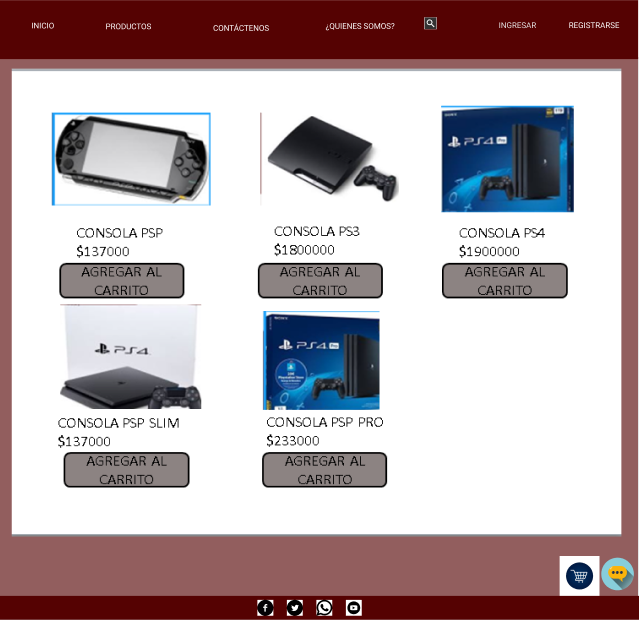 INICIO
PRODUCTOS
CONTÁCTENOS
¿QUIENES SOMOS?
INGRESAR
REGISTRARSE
SONY
PS4 PRO
CONSOLA PSP
$137000
AGREGAR AL
CARRITO
CONSOLA PS3
$1800000
AGREGAR AL
CARRITO
CONSOLA PS4
$1900000
AGREGAR AL
CARRITO
PS4
SONY
PS4 PRO
CONSOLA PSP SLIM
$137000
AGREGAR AL
CARRITO
CONSOLA PSP PRO
$233000
AGREGAR AL
CARRITO